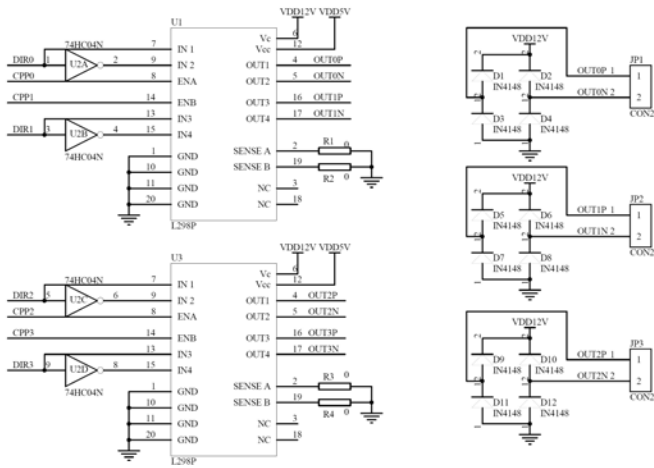 U1
VDD12V VDD5V
74HC04N
DIR0 1 U2A 2
CPP0
CPP1
DIR1 3 U2B 4
74HC04N
7 IN 1
9 IN 2
8 ENA
14 ENB
13 IN3
15 IN4
1 GND
10 GND
11 GND
20 GND
Vc 6
Vcc 12
OUT1 4 OUT0P
OUT2 5 OUT0N
OUT3 16 OUT1P
OUT4 17 OUT1N
SENSE A 2 R1 0
SENSE B 19 R2 0
NC 3
NC 18
L298P
U3
VDD12V VDD5V
74HC04N
DIR2 5 U2C 6
CPP2
CPP3
DIR3 9 U2D 8
74HC04N
7 IN 1
9 IN 2
8 ENA
14 ENB
13 IN3
15 IN4
1 GND
10 GND
11 GND
20 GND
Vc 6
Vcc 12
OUT1 4 OUT2P
OUT2 5 OUT2N
OUT3 16 OUT3P
OUT4 17 OUT3N
SENSE A 2 R3 0
SENSE B 19 R4 0
NC 3
NC 18
L298P
VDD12V
D1 IN4148
D2 IN4148
D3 IN4148
D4 IN4148
OUT0P 1
OUT0N 2
JP1
1
2
CON2
VDD12V
D5 IN4148
D6 IN4148
D7 IN4148
D8 IN4148
OUT1P 1
OUT1N 2
JP2
1
2
CON2
VDD12V
D9 IN4148
D10 IN4148
D11 IN4148
D12 IN4148
OUT2P 1
OUT2N 2
JP3
1
2
CON2